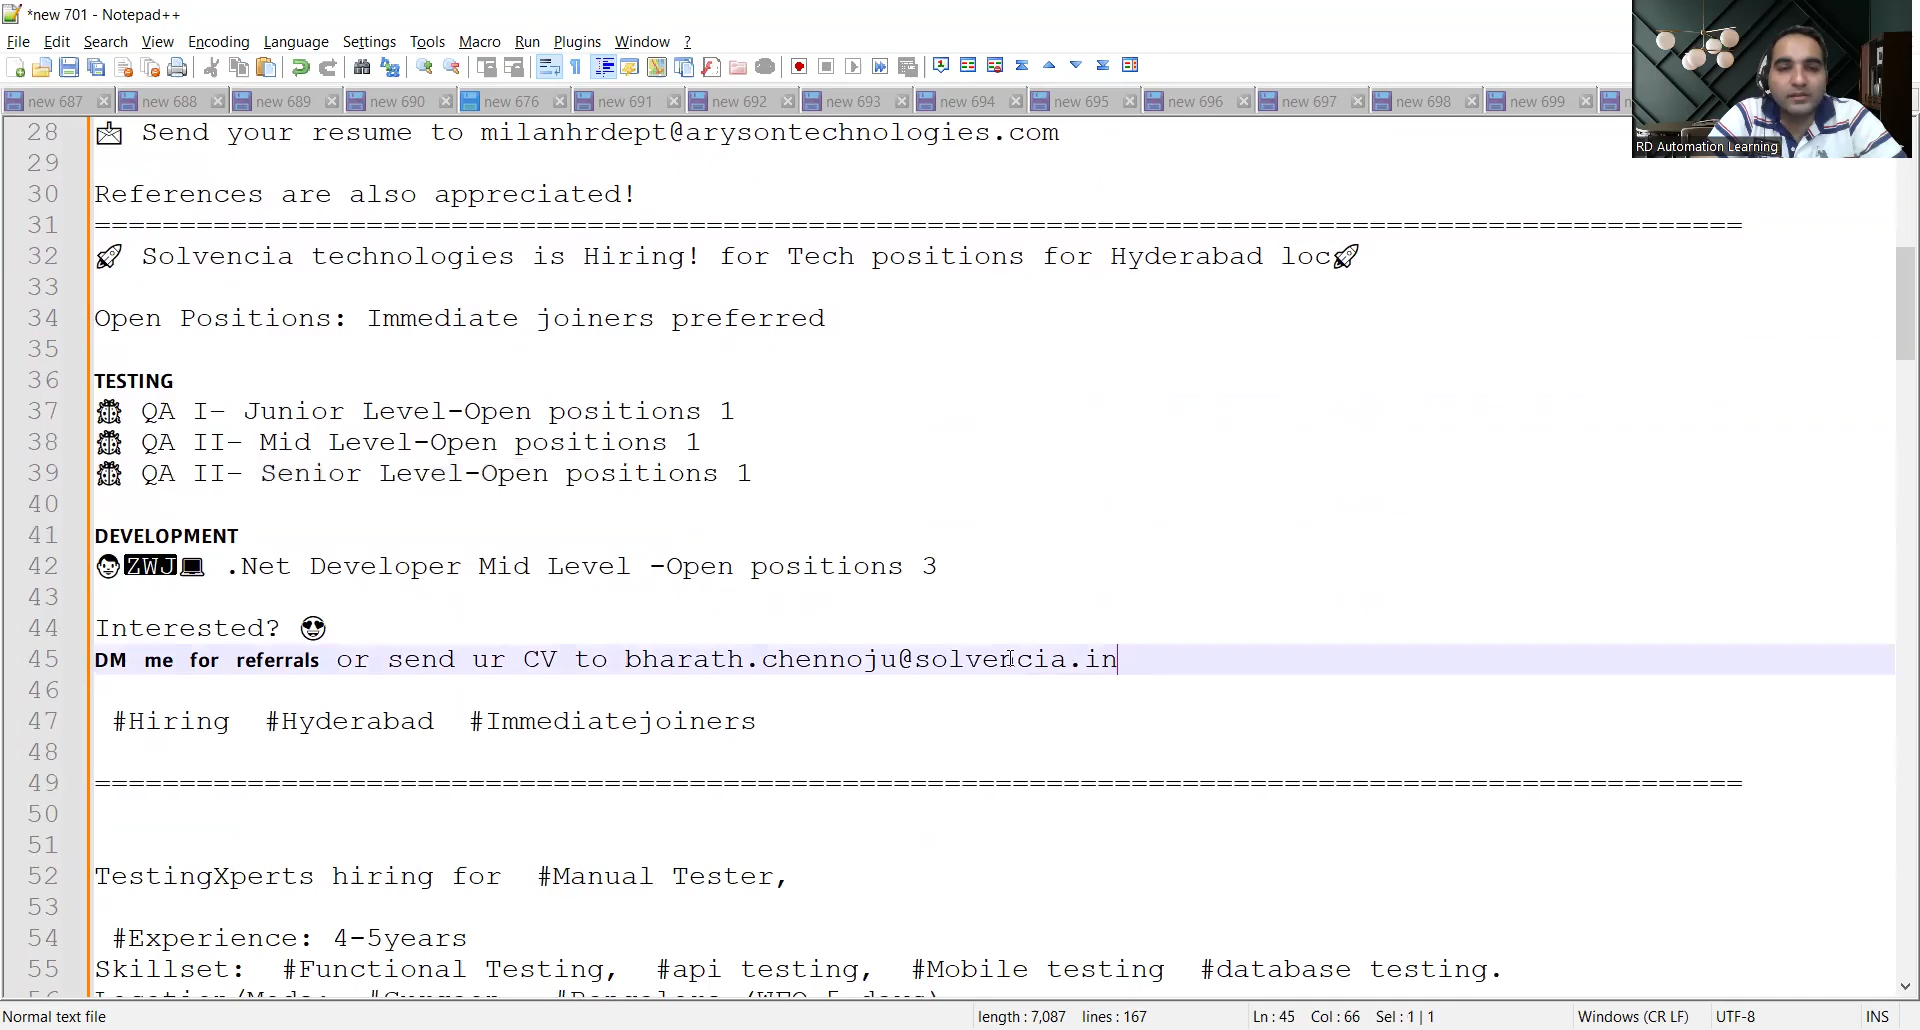 *new 701 - Notepad++
File Edit Search View Encoding Language Settings Tools Macro Run Plugins Window ?
new 687 new 688 new 689 new 690 new 676 new 691 new 692 new 693 new 694 new 695 new 696 new 697 new 698 new 699
RD Automation Learning
28 📩 Send your resume to milanhrdept@arysontechnologies.com
29
30 References are also appreciated!
31 =================================================================================================
32 🚀 Solvencia technologies is Hiring! for Tech positions for Hyderabad loc🚀
33
34 Open Positions: Immediate joiners preferred
35
36 TESTING
37 🐞 QA I– Junior Level-Open positions 1
38 🐞 QA II– Mid Level-Open positions 1
39 🐞 QA II– Senior Level-Open positions 1
40
41 DEVELOPMENT
42 👨ZWJ💻 .Net Developer Mid Level -Open positions 3
43
44 Interested? 😍
45 DM me for referrals or send ur CV to bharath.chennoju@solvencia.in
46
47 #Hiring #Hyderabad #Immediatejoiners
48
49 =================================================================================================
50
51
52 TestingXperts hiring for #Manual Tester,
53
54 #Experience: 4-5years
55 Skillset: #Functional Testing, #api testing, #Mobile testing #database testing.
Normal text file length : 7,087 lines : 167 Ln : 45 Col : 66 Sel : 1 | 1 Windows (CR LF) UTF-8 INS